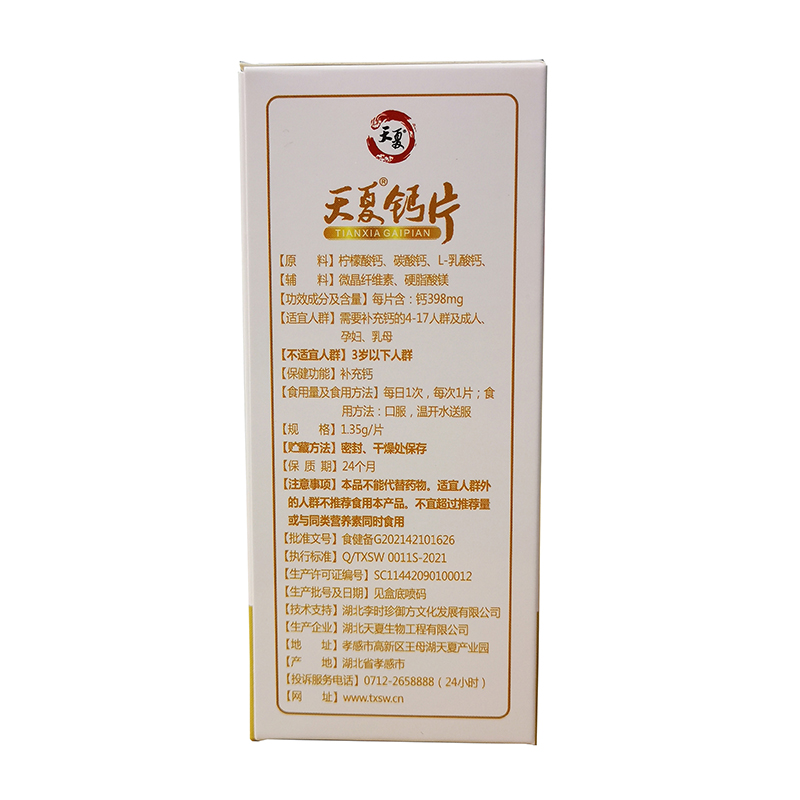 天夏
天夏®钙片
TIANXIA GAIPIAN
【原 料】柠檬酸钙、碳酸钙、L-乳酸钙、
【辅 料】微晶纤维素、硬脂酸镁
【功效成分及含量】每片含：钙398mg
【适宜人群】需要补充钙的4-17人群及成人、
孕妇、乳母
【不适宜人群】3岁以下人群
【保健功能】补充钙
【食用量及食用方法】每日1次，每次1片；食
用方法：口服，温开水送服
【规 格】1.35g/片
【贮藏方法】密封、干燥处保存
【保 质 期】24个月
【注意事项】本品不能代替药物。适宜人群外
的人群不推荐食用本产品。不宜超过推荐量
或与同类营养素同时食用
【批准文号】食健备G202142101626
【执行标准】Q/TXSW 0011S-2021
【生产许可证编号】SC11442090100012
【生产批号及日期】见盒底喷码
【技术支持】湖北李时珍御方文化发展有限公司
【生产企业】湖北天夏生物工程有限公司
【地 址】孝感市高新区王母湖天夏产业园
【产 地】湖北省孝感市
【投诉服务电话】0712-2658888（24小时）
【网 址】www.txsw.cn